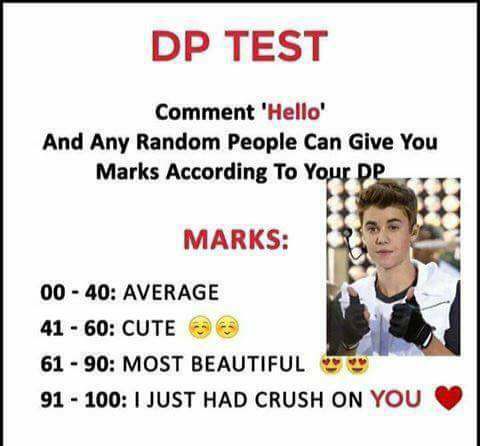 DP TEST
Comment 'Hello'
And Any Random People Can Give You
Marks According To Your DP
MARKS:
00 - 40: AVERAGE
41 - 60: CUTE 😊😊
61 - 90: MOST BEAUTIFUL 😍😍
91 - 100: I JUST HAD CRUSH ON YOU ♥